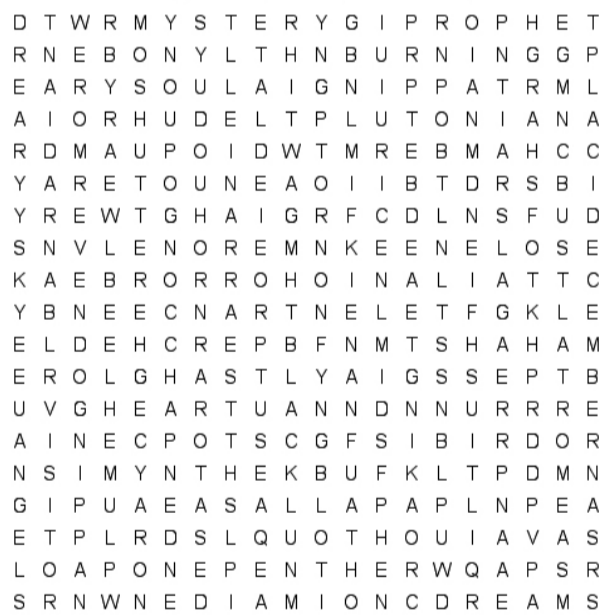 D T W R M Y S T E R Y G I P R O P H E T
R N E B O N Y L T H N B U R N I N G G P
E A R Y S O U L A I G N I P P A T R M L
A I O R H U D E L T P L U T O N I A N A
R D M A U P O I D W T M R E B M A H C C
Y A R E T O U N E A O I I B T D R S B I
Y R E W T G H A I G R F C D L N S F U D
S N V L E N O R E M N K E E N E L O S E
K A E B R O R R O H O I N A L I A T T C
Y B N E E C N A R T N E L E T F G K L E
E L D E H C R E P B F N M T S H A H A M
E R O L G H A S T L Y A I G S S E P T B
U V G H E A R T U A N N D N N U R R R E
A I N E C P O T S C G F S I B I R D O R
N S I M Y N T H E K B U F K L T P D M N
G I P U A E A S A L L A P A P L N P E A
E T P L R D S L Q U O T H O U I A V A S
L O A P O N E P E N T H E R W Q A P S R
S R N W N E D I A M I O N C D R E A M S